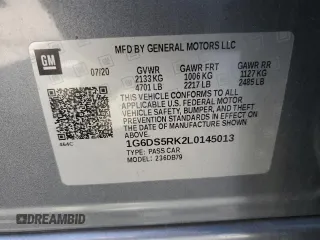 GM
MFD BY GENERAL MOTORS LLC
07/20
GVWR GAWR FRT GAWR RR
2133 KG 1006 KG 1127 KG
4701 LB 2217 LB 2485 LB
THIS VEHICLE CONFORMS TO ALL APPLICABLE
U.S. FEDERAL MOTOR VEHICLE
SAFETY, BUMPER, AND THEFT
PREVENTION STANDARDS IN EFFECT ON
THE DATE OF MANUFACTURE SHOWN
ABOVE.
1G6DS5RK2L0145013
TYPE: PASS CAR
MODEL: 236DB79
DREAMBID